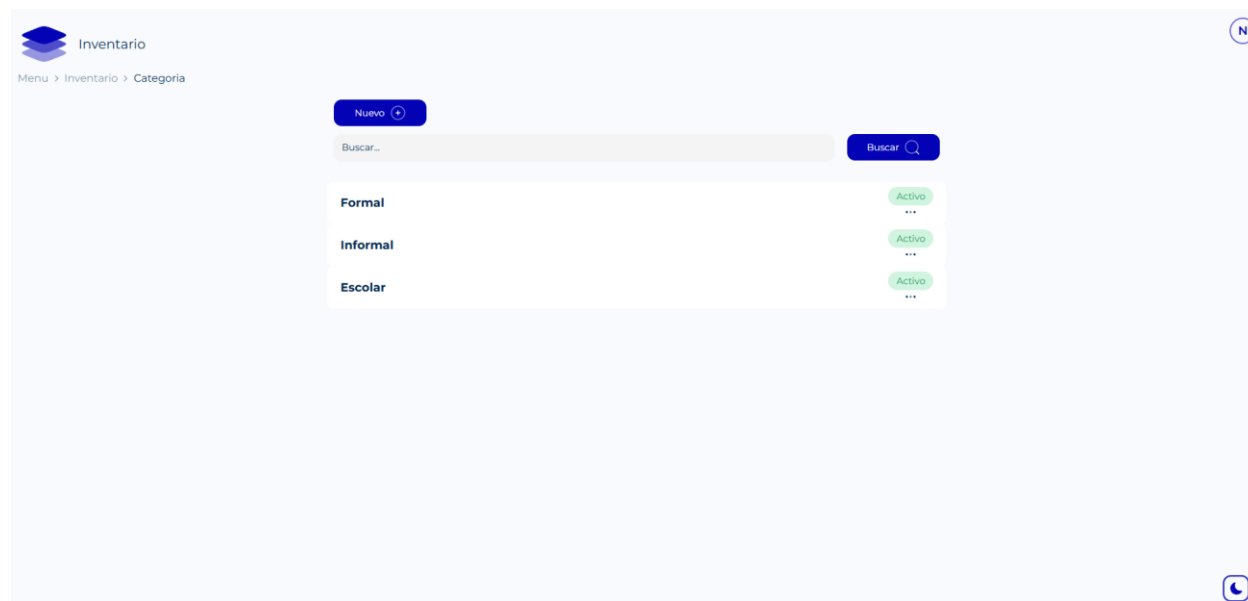 Inventario
N
Menu > Inventario > Categoria
Nuevo
Buscar...
Buscar
Formal
Activo
Informal
Activo
Escolar
Activo